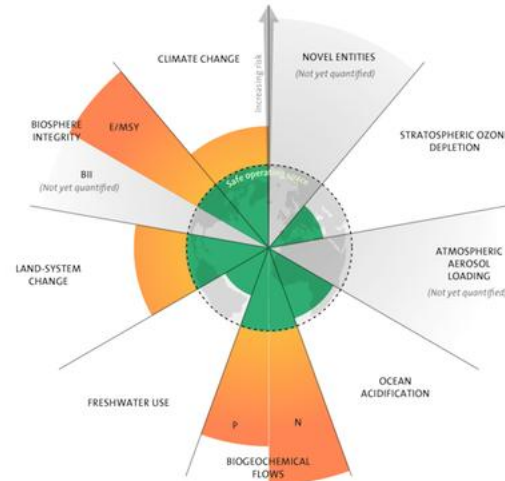 CLIMATE CHANGE
Increasing risk
NOVEL ENTITIES
(Not yet quantified)
STRATOSPHERIC OZONE
DEPLETION
ATMOSPHERIC
AEROSOL
LOADING
(Not yet quantified)
OCEAN
ACIDIFICATION
N
P
BIOGEOCHEMICAL
FLOWS
FRESHWATER USE
LAND-SYSTEM
CHANGE
BIOSPHERE
INTEGRITY
E/MSY
BII
(Not yet quantified)
Safe operating space